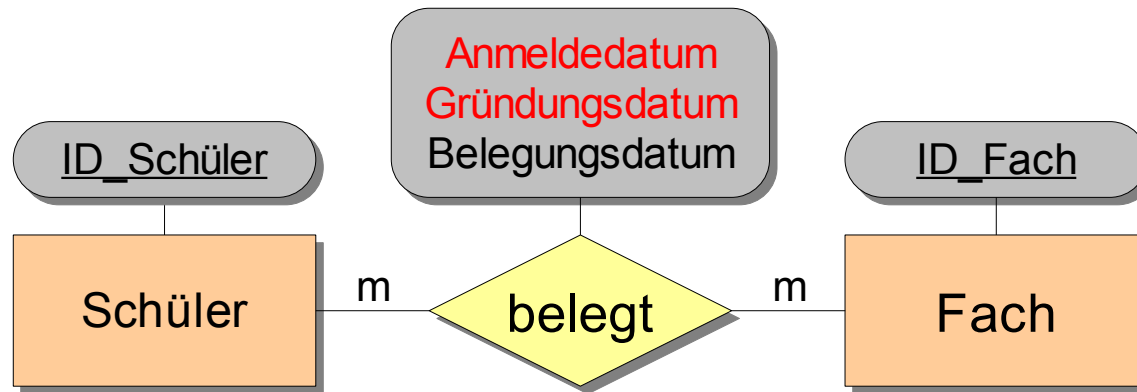 Anmeldedatum
Gründungsdatum
Belegungsdatum
ID_Schüler
ID_Fach
Schüler
m
belegt
m
Fach